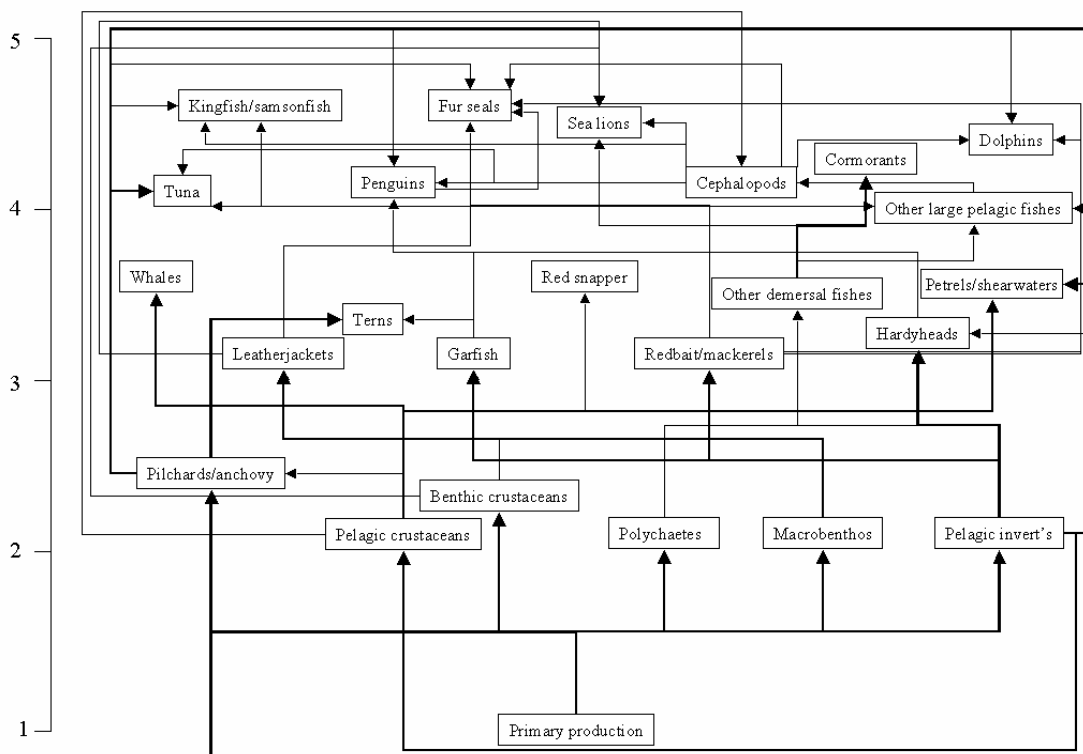 5
Kingfish/samsonfish
Fur seals
Sea lions
Dolphins
Cormorants
Tuna
Penguins
Cephalopods
4
Other large pelagic fishes
Whales
Red snapper
Other demersal fishes
Petrels/shearwaters
Terns
Hardyheads
Leatherjackets
Garfish
Redbait/mackerels
3
Pilchards/anchovy
Benthic crustaceans
Pelagic crustaceans
Polychaetes
Macrobenthos
Pelagic invert's
2
Primary production
1